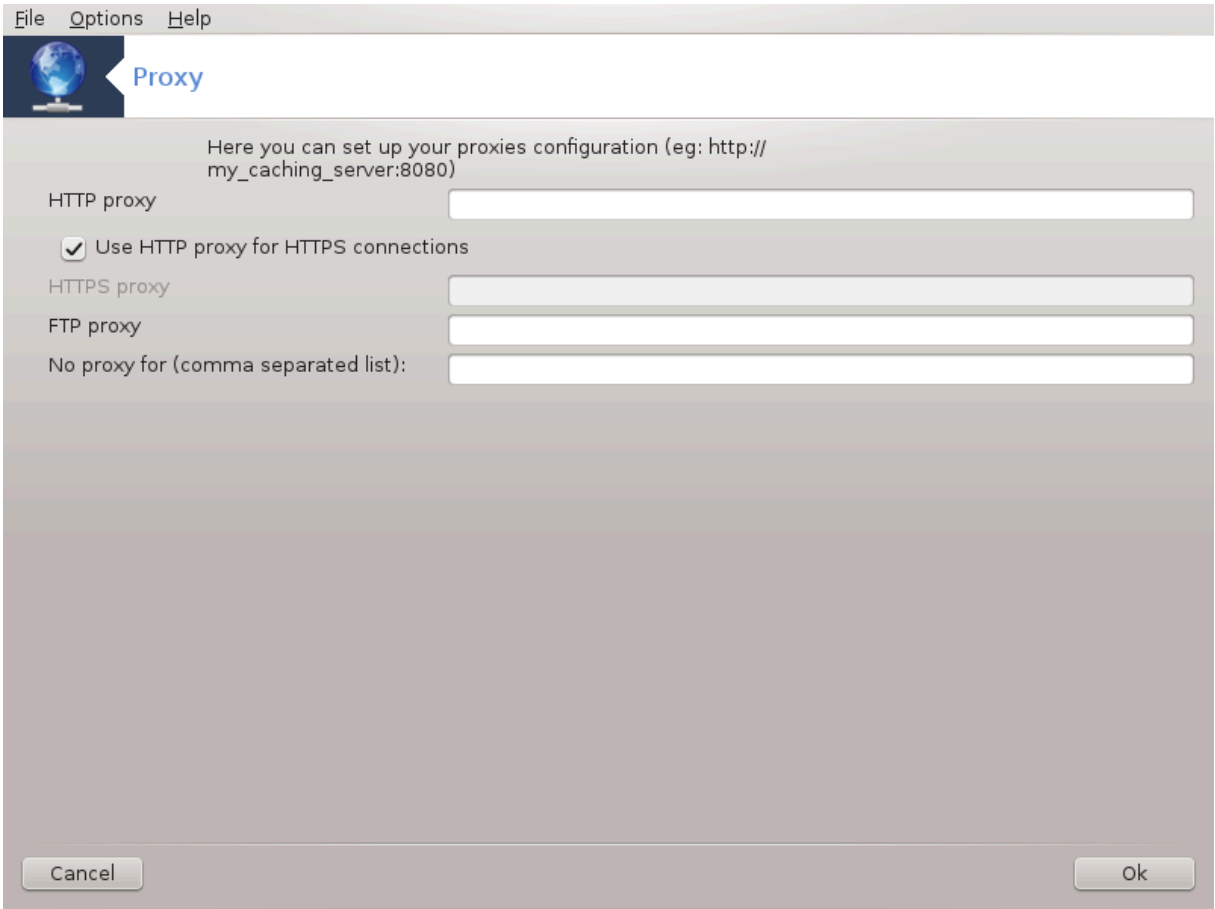 File Options Help
Proxy
Here you can set up your proxies configuration (eg: http://
my_caching_server:8080)
HTTP proxy
Use HTTP proxy for HTTPS connections
HTTPS proxy
FTP proxy
No proxy for (comma separated list):
Cancel Ok